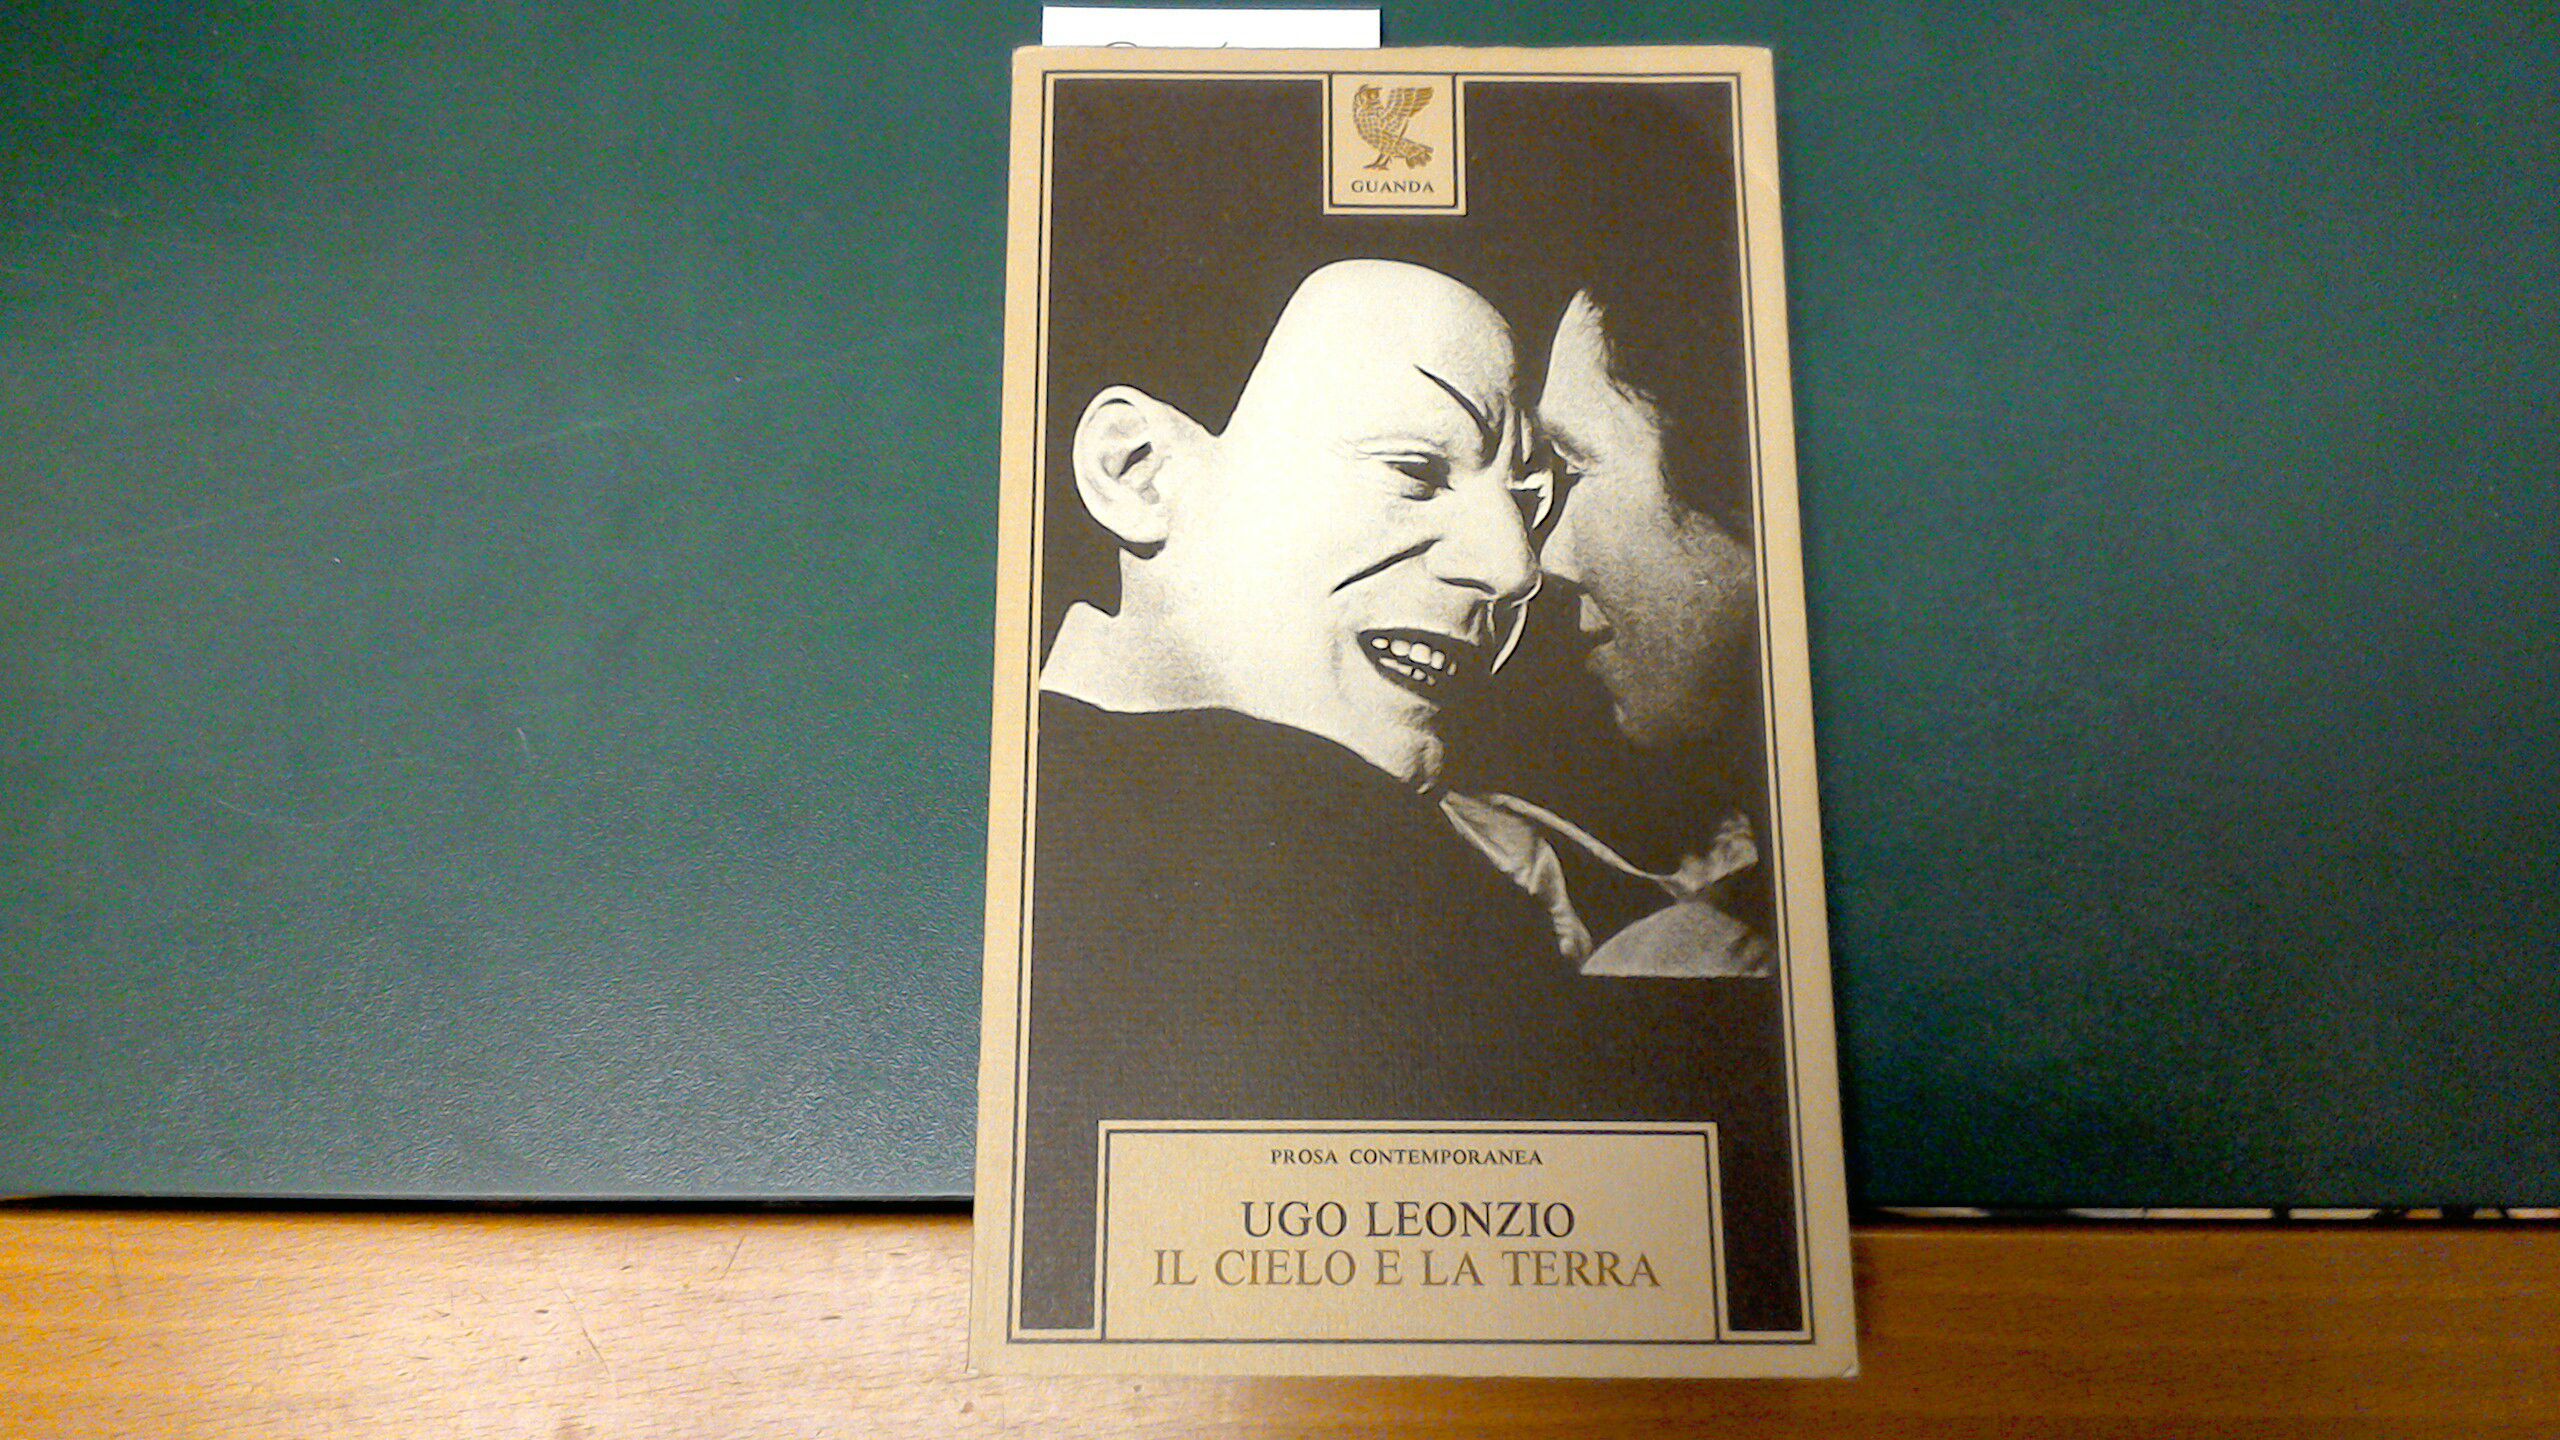 GUANDA
PROSA CONTEMPORANEA
UGO LEONZIO
IL CIELO E LA TERRA